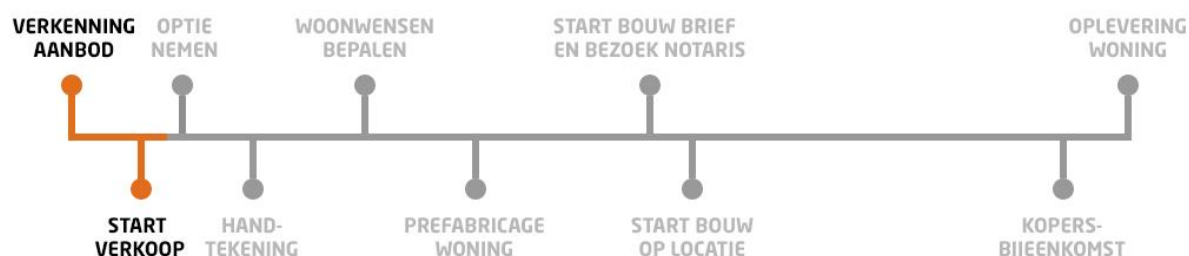 VERKENNING
AANBOD
OPTIE
NEMEN
WOONWENSEN
BEPALEN
START BOUW BRIEF
EN BEZOEK NOTARIS
OPLEVERING
WONING
START
VERKOOP
HAND-
TEKENING
PREFABRICAGE
WONING
START BOUW
OP LOCATIE
KOPERS-
BIJEENKOMST